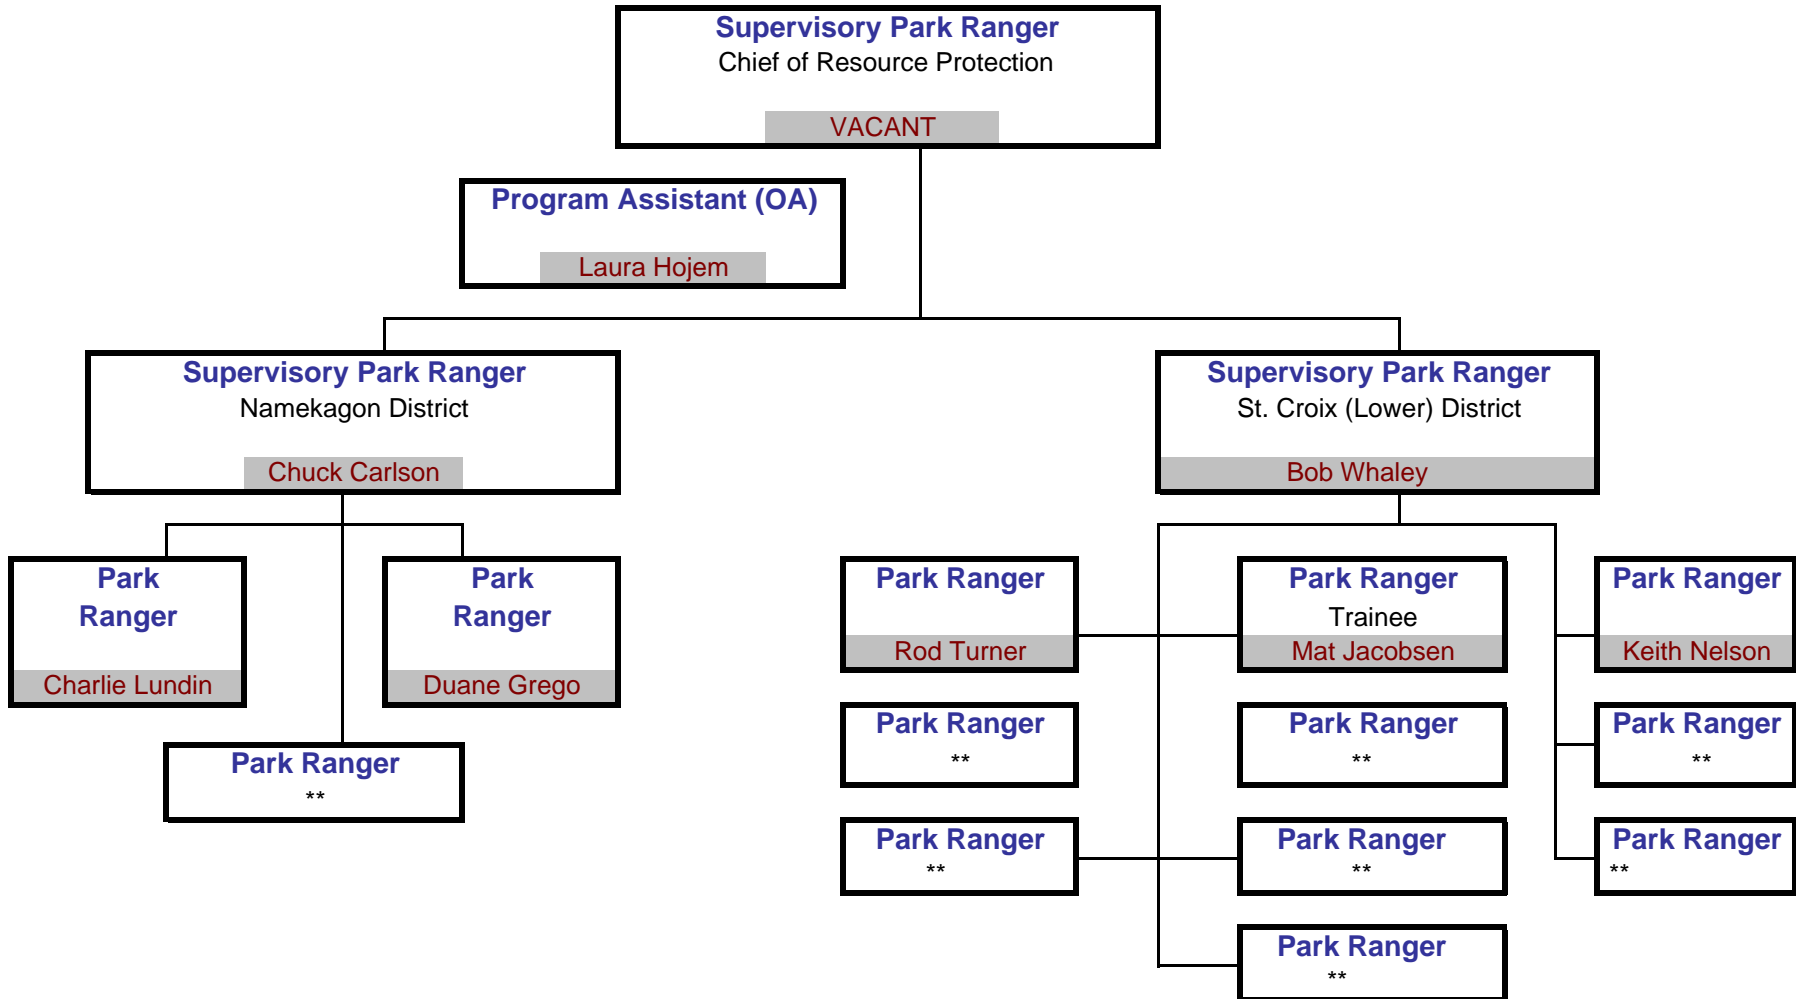 Supervisory Park Ranger
Chief of Resource Protection
VACANT
Program Assistant (OA)
Laura Hojem
Supervisory Park Ranger
Namekagon District
Chuck Carlson
Supervisory Park Ranger
St. Croix (Lower) District
Bob Whaley
Park
Ranger
Charlie Lundin
Park
Ranger
Duane Grego
Park Ranger
**
Park Ranger
Rod Turner
Park Ranger
Trainee
Mat Jacobsen
Park Ranger
Keith Nelson
Park Ranger
**
Park Ranger
**
Park Ranger
**
Park Ranger
**
Park Ranger
**
Park Ranger
**
Park Ranger
**